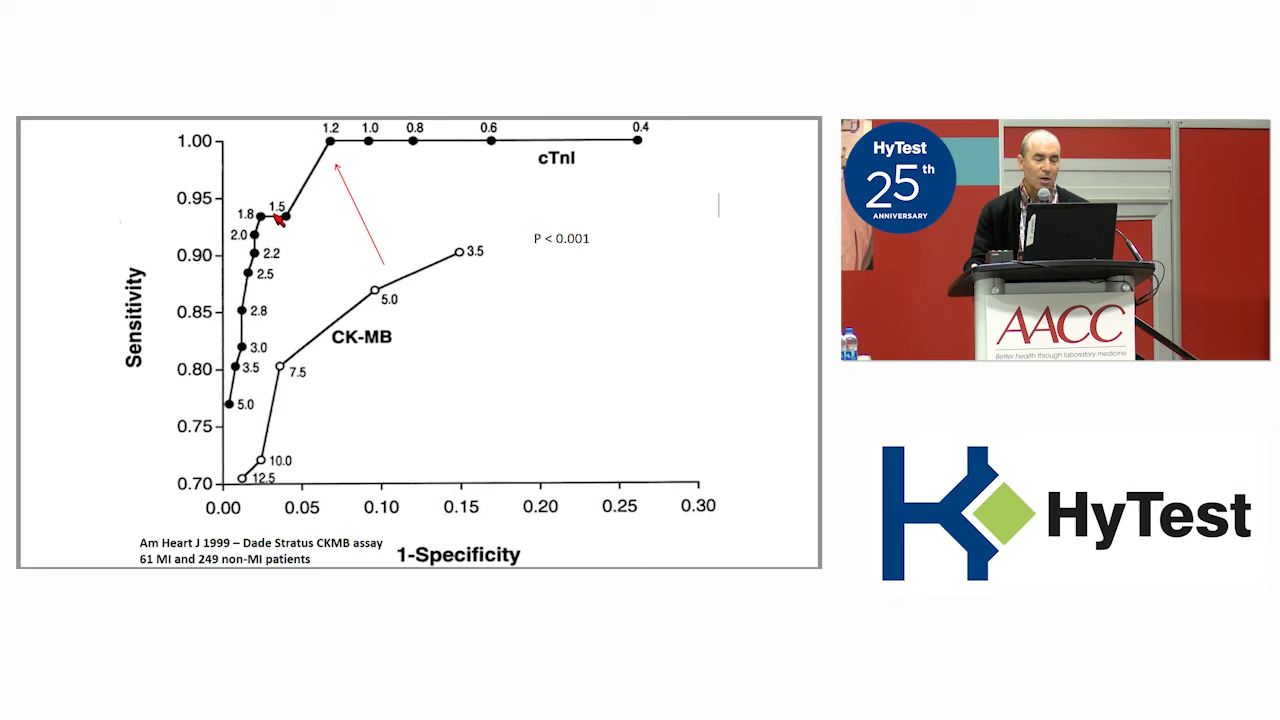 1.00
0.95
0.90
0.85
0.80
0.75
0.70
Sensitivity
1.2
1.0
0.8
0.6
0.4
cTnI
1.5
1.8
2.0
2.2
2.5
2.8
3.0
3.5
5.0
P < 0.001
3.5
5.0
CK-MB
7.5
10.0
12.5
0.00
0.05
0.10
0.15
0.20
0.25
0.30
1-Specificity
Am Heart J 1999 – Dade Stratus CKMB assay
61 MI and 249 non-MI patients
HyTest
25th
ANNIVERSARY
AACC
Better health through laboratory medicine
HyTest